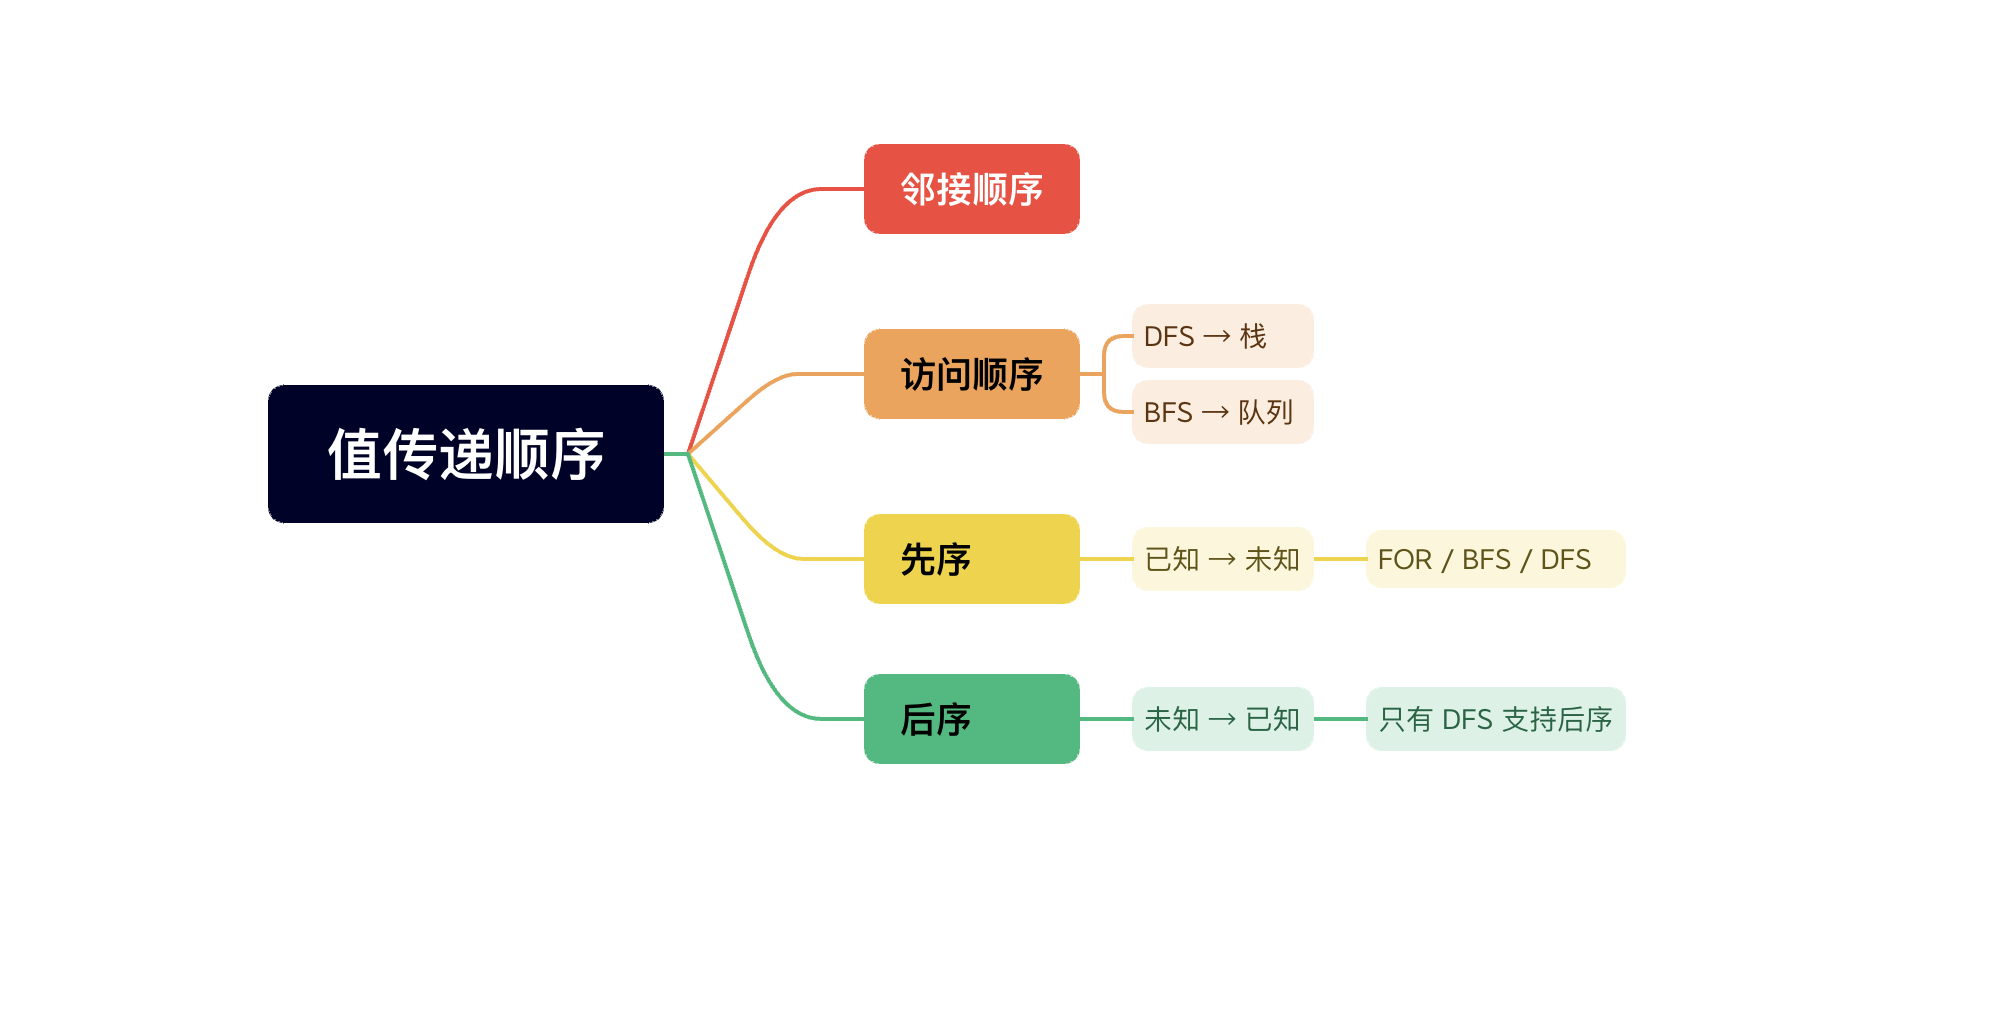 值传递顺序
邻接顺序
访问顺序
DFS → 栈
BFS → 队列
先序
已知 → 未知
FOR / BFS / DFS
后序
未知 → 已知
只有 DFS 支持后序